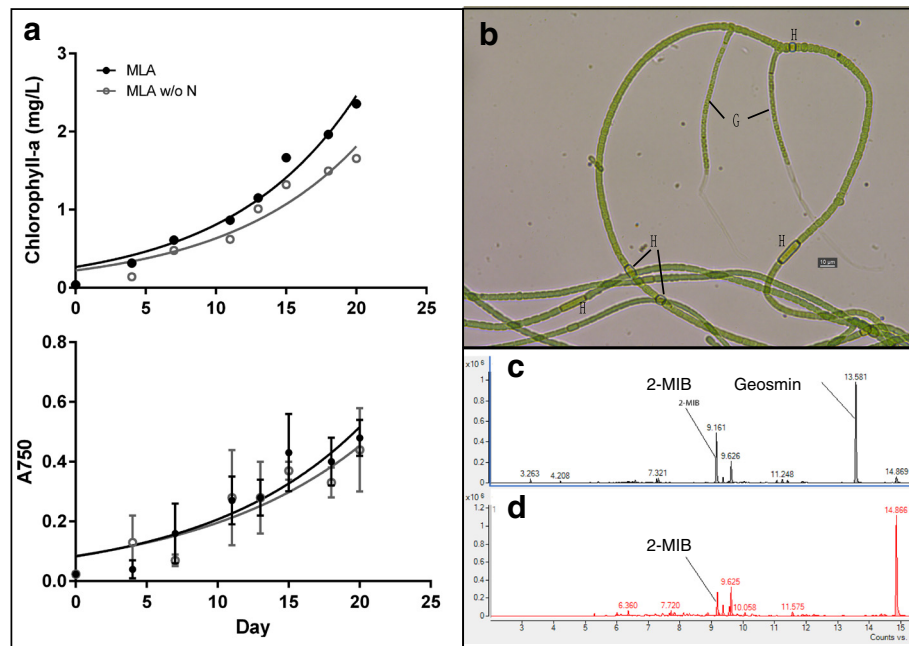 a
3
2
1
0
Chlorophyll-a (mg/L)
MLA
MLA w/o N
0 5 10 15 20 25
0.8
0.6
0.4
0.2
0.0
A750
0 5 10 15 20 25
Day
b
H
G
H
H
H
10 μm
c
x10 6
1
0.8
0.6
0.4
0.2
0
2-MIB
Geosmin
2-MIB
3.263
4.208
7.321
9.161
9.626
11.248
13.581
14.869
d
x10 6
1.2
1
0.8
0.6
0.4
0.2
0
2-MIB
6.360
7.720
9.625
10.058
11.575
14.866
3 4 5 6 7 8 9 10 11 12 13 14 15
Counts vs.